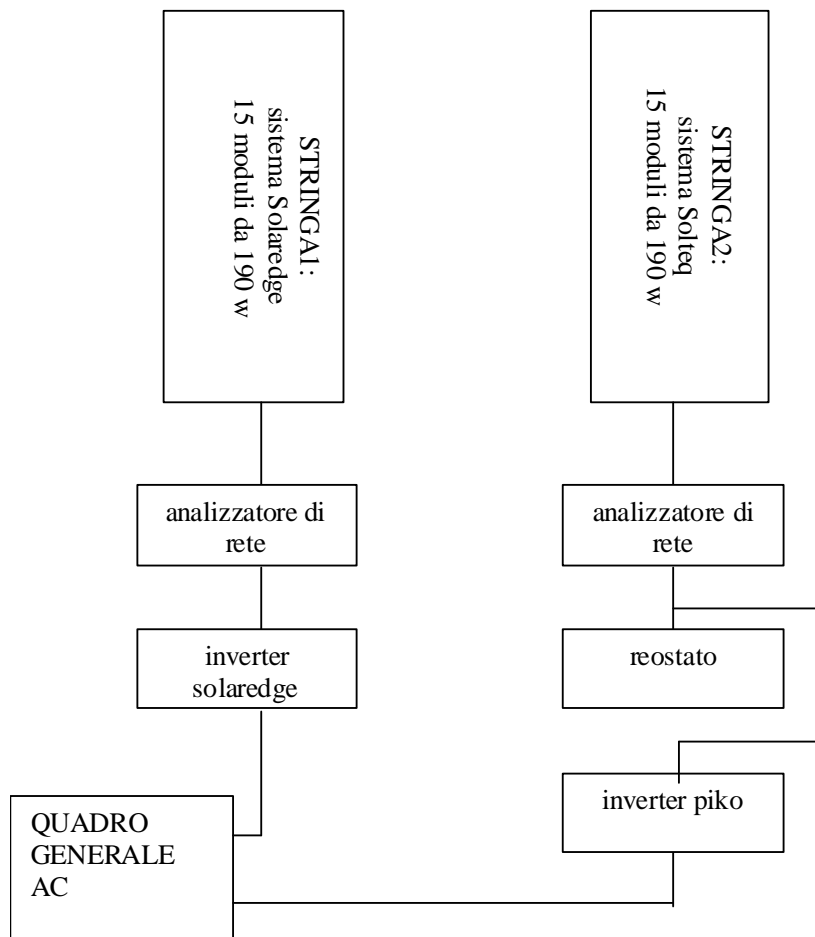 STRINGA1:
sistema Solaredge
15 moduli da 190 w
STRINGA2:
sistema Solteq
15 moduli da 190 w
analizzatore di
rete
analizzatore di
rete
inverter
solaredge
reostato
inverter piko
QUADRO
GENERALE
AC